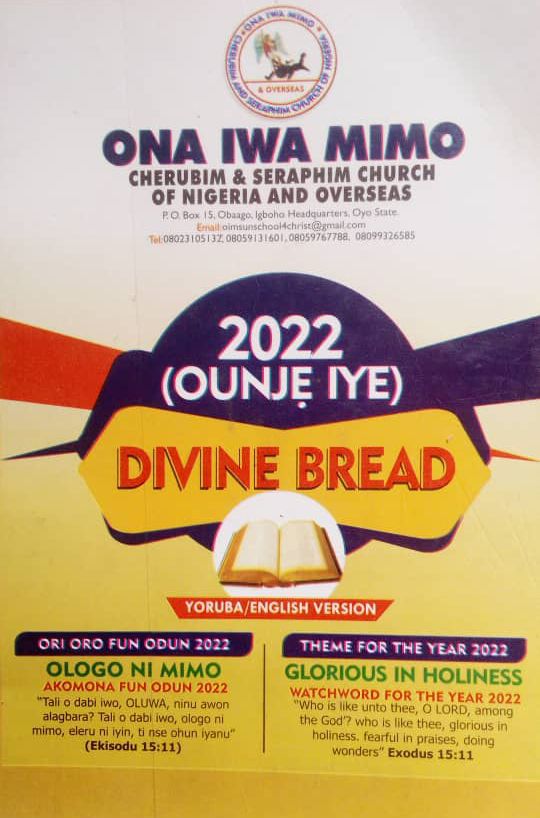 ONA IWA MIMO
CHERUBIM AND SERAPHIM CHURCH OF NIGERIA
& OVERSEAS
ONA IWA MIMO
CHERUBIM & SERAPHIM CHURCH
OF NIGERIA AND OVERSEAS
P. O. Box 15, Obaago, Igboho Headquarters, Oyo State.
Email:oimsunschool4christ@gmail.com
Tel:08023105132, 08059131601, 08059767788, 08099326585
2022
(OUNJẸ IYE)
DIVINE BREAD
YORUBA/ENGLISH VERSION
ORI ORO FUN ODUN 2022
OLOGO NI MIMO
AKOMONA FUN ODUN 2022
"Tali o dabi iwo, OLUWA, ninu awon
alagbara? Tali o dabi iwo, ologo ni
mimo, eleru ni iyin, ti nse ohun iyanu"
(Ekisodu 15:11)
THEME FOR THE YEAR 2022
GLORIOUS IN HOLINESS
WATCHWORD FOR THE YEAR 2022
"Who is like unto thee, O LORD, among
the God'? who is like thee, glorious in
holiness. fearful in praises, doing
wonders" Exodus 15:11